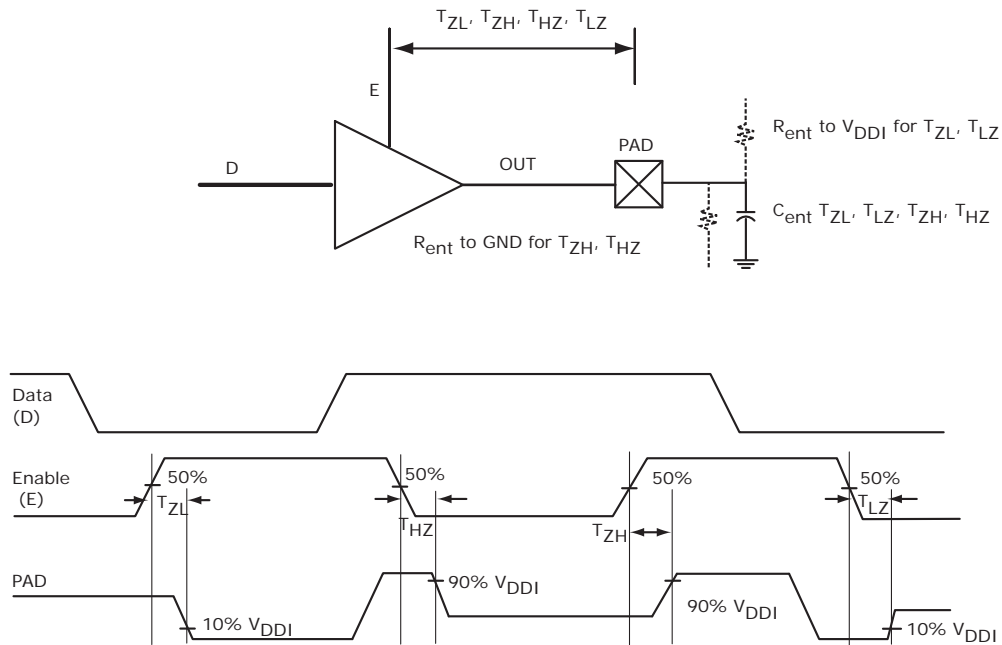 T_ZL, T_ZH, T_HZ, T_LZ
E
R_ent to V_DDI for T_ZL, T_LZ
PAD
D
OUT
C_ent T_ZL, T_LZ, T_ZH, T_HZ
R_ent to GND for T_ZH, T_HZ
Data
(D)
Enable
(E)
50%
50%
50%
50%
T_ZL
T_HZ
T_ZH
T_LZ
PAD
10% V_DDI
90% V_DDI
90% V_DDI
10% V_DDI